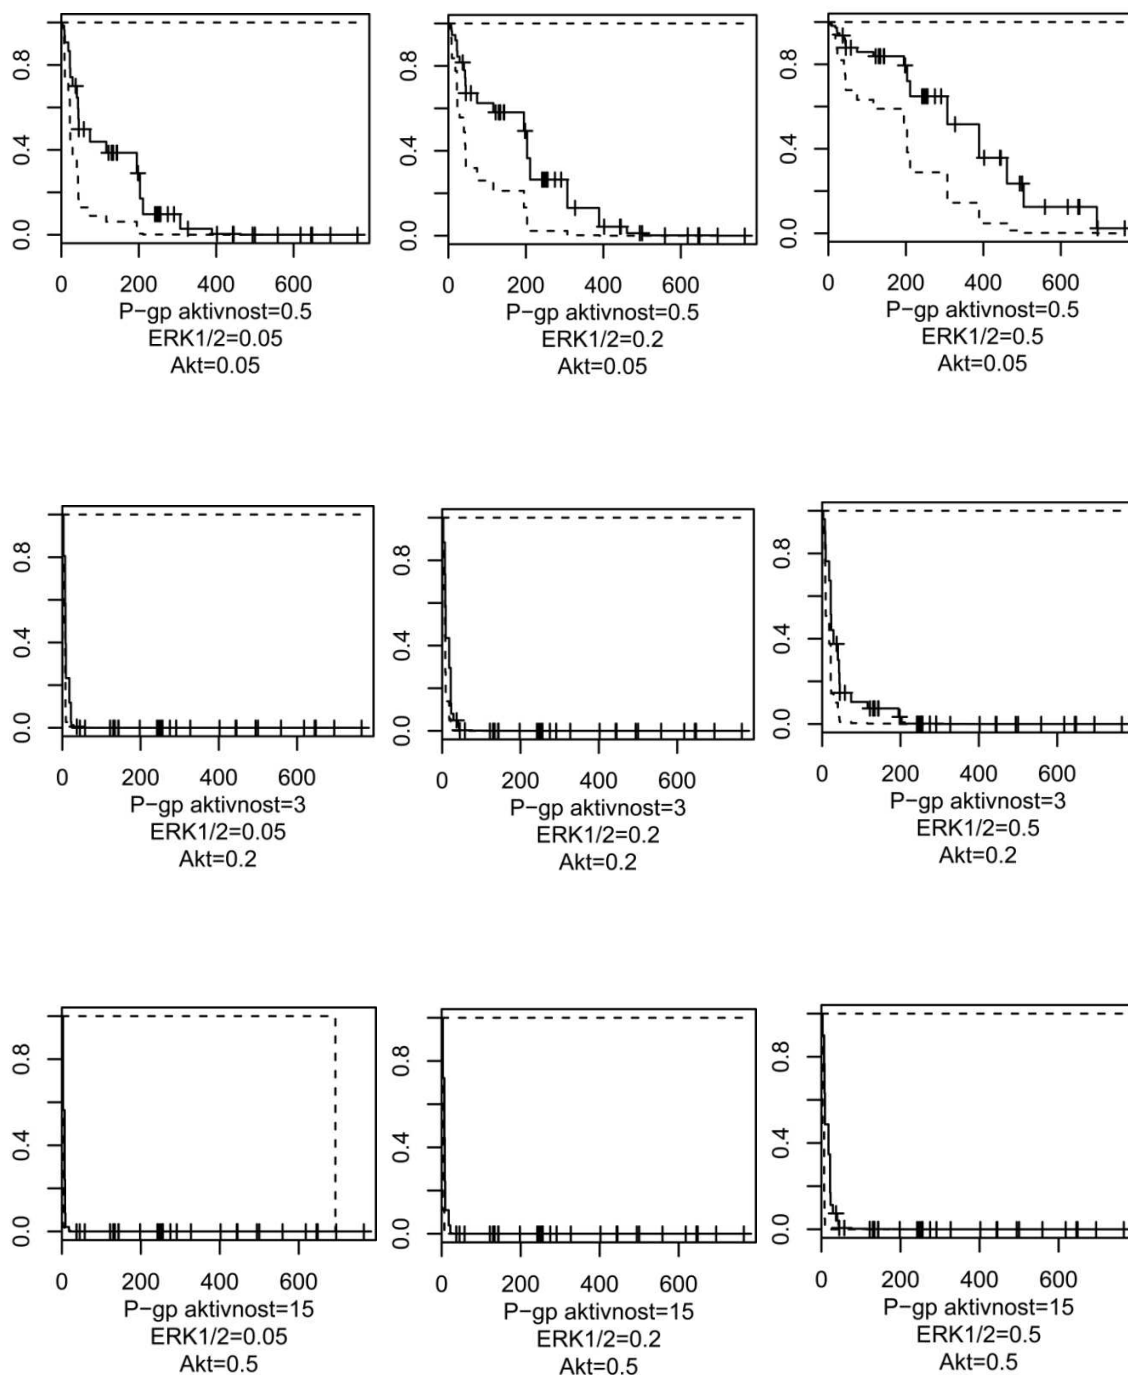 0.8
0.4
0.0
0 200 400 600
P-gp aktivnost=0.5
ERK1/2=0.05
Akt=0.05
0.8
0.4
0.0
0 200 400 600
P-gp aktivnost=0.5
ERK1/2=0.2
Akt=0.05
0.8
0.4
0.0
0 200 400 600
P-gp aktivnost=0.5
ERK1/2=0.5
Akt=0.05
0.8
0.4
0.0
0 200 400 600
P-gp aktivnost=3
ERK1/2=0.05
Akt=0.2
0.8
0.4
0.0
0 200 400 600
P-gp aktivnost=3
ERK1/2=0.2
Akt=0.2
0.8
0.4
0.0
0 200 400 600
P-gp aktivnost=3
ERK1/2=0.5
Akt=0.2
0.8
0.4
0.0
0 200 400 600
P-gp aktivnost=15
ERK1/2=0.05
Akt=0.5
0.8
0.4
0.0
0 200 400 600
P-gp aktivnost=15
ERK1/2=0.2
Akt=0.5
0.8
0.4
0.0
0 200 400 600
P-gp aktivnost=15
ERK1/2=0.5
Akt=0.5